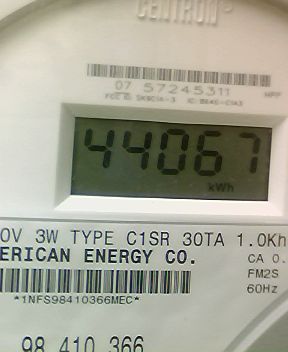 CENTRON
07 57245311
44067
kWh
0V 3W TYPE C1SR 30TA 1.0Kh
ERICAN ENERGY CO.
CA 0.
FM2S
*1NFS98410366MEC*
60Hz
98 410 366